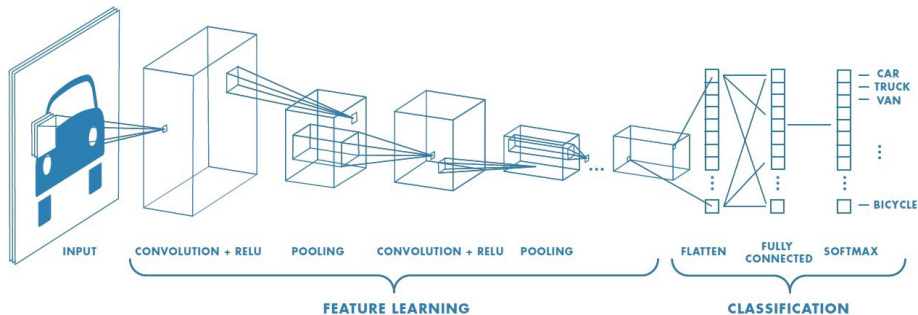 CAR
TRUCK
VAN
BICYCLE
INPUT
CONVOLUTION + RELU
POOLING
CONVOLUTION + RELU
POOLING
FLATTEN
FULLY
CONNECTED
SOFTMAX
FEATURE LEARNING
CLASSIFICATION